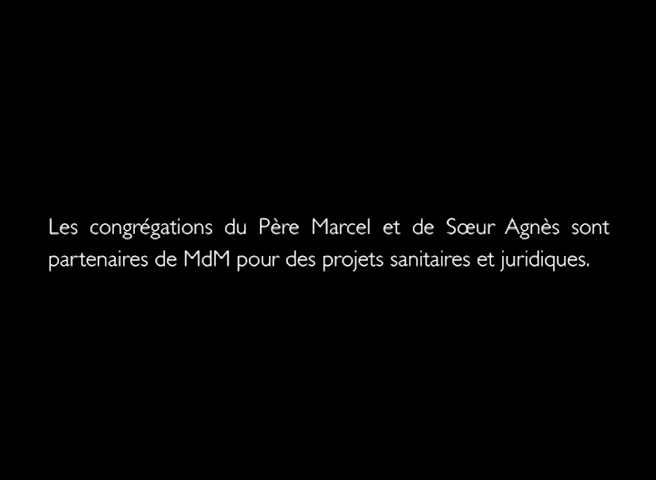 Les congrégations du Père Marcel et de Sœur Agnès sont
partenaires de MdM pour des projets sanitaires et juridiques.